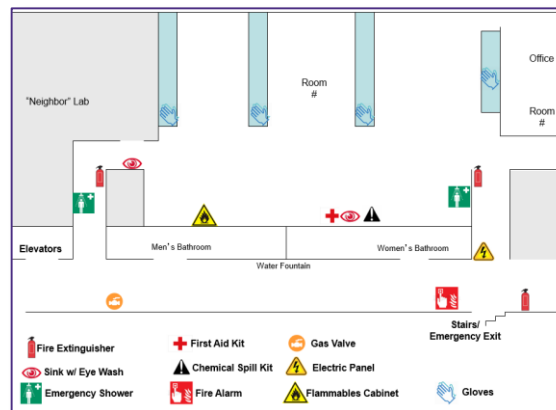 Office
"Neighbor" Lab
Room
#
Room
#
Elevators
Men's Bathroom
Women's Bathroom
Water Fountain
Stairs/
Emergency Exit
Fire Extinguisher
First Aid Kit
Gas Valve
Sink w/ Eye Wash
Chemical Spill Kit
Electric Panel
Emergency Shower
Fire Alarm
Flammables Cabinet
Gloves